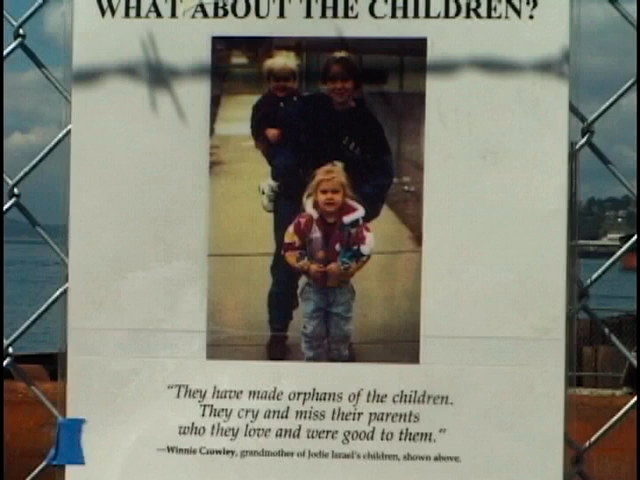 WHAT ABOUT THE CHILDREN?
"They have made orphans of the children.
They cry and miss their parents
who they love and were good to them."
—Winnie Crowley, grandmother of Jodie Israel's children, shown above.